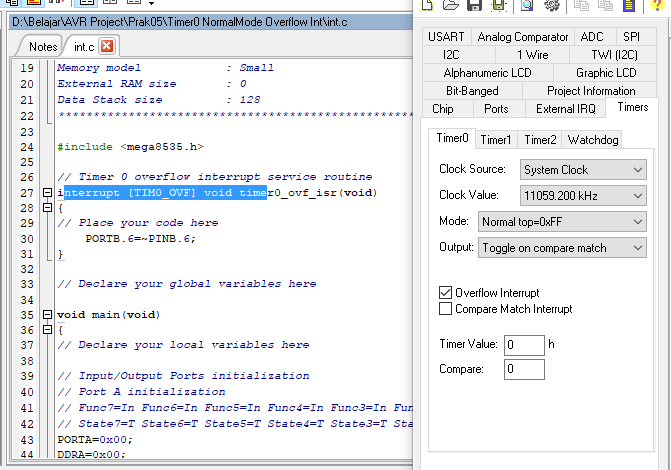 D:\Belajar\AVR Project\Prak05\Timer0 NormalMode Overflow Int\int.c
Notes int.c
19 Memory model : Small
20 External RAM size : 0
21 Data Stack size : 128
22 *****************************************************
23
24 #include <mega8535.h>
25
26 // Timer 0 overflow interrupt service routine
27 interrupt [TIM0_OVF] void timer0_ovf_isr(void)
28 {
29 // Place your code here
30 PORTB.6=~PINB.6;
31 }
32
33 // Declare your global variables here
34
35 void main(void)
36 {
37 // Declare your local variables here
38
39 // Input/Output Ports initialization
40 // Port A initialization
41 // Func7=In Func6=In Func5=In Func4=In Func3=In Fun
42 // State7=T State6=T State5=T State4=T State3=T Sta
43 PORTA=0x00;
44 DDRA=0x00;
USART Analog Comparator ADC SPI
I2C 1 Wire TWI (I2C)
Alphanumeric LCD Graphic LCD
Bit-Banged Project Information
Chip Ports External IRQ Timers
Timer0 Timer1 Timer2 Watchdog
Clock Source: System Clock
Clock Value: 11059.200 kHz
Mode: Normal top=0xFF
Output: Toggle on compare match
Overflow Interrupt
Compare Match Interrupt
Timer Value: 0 h
Compare: 0